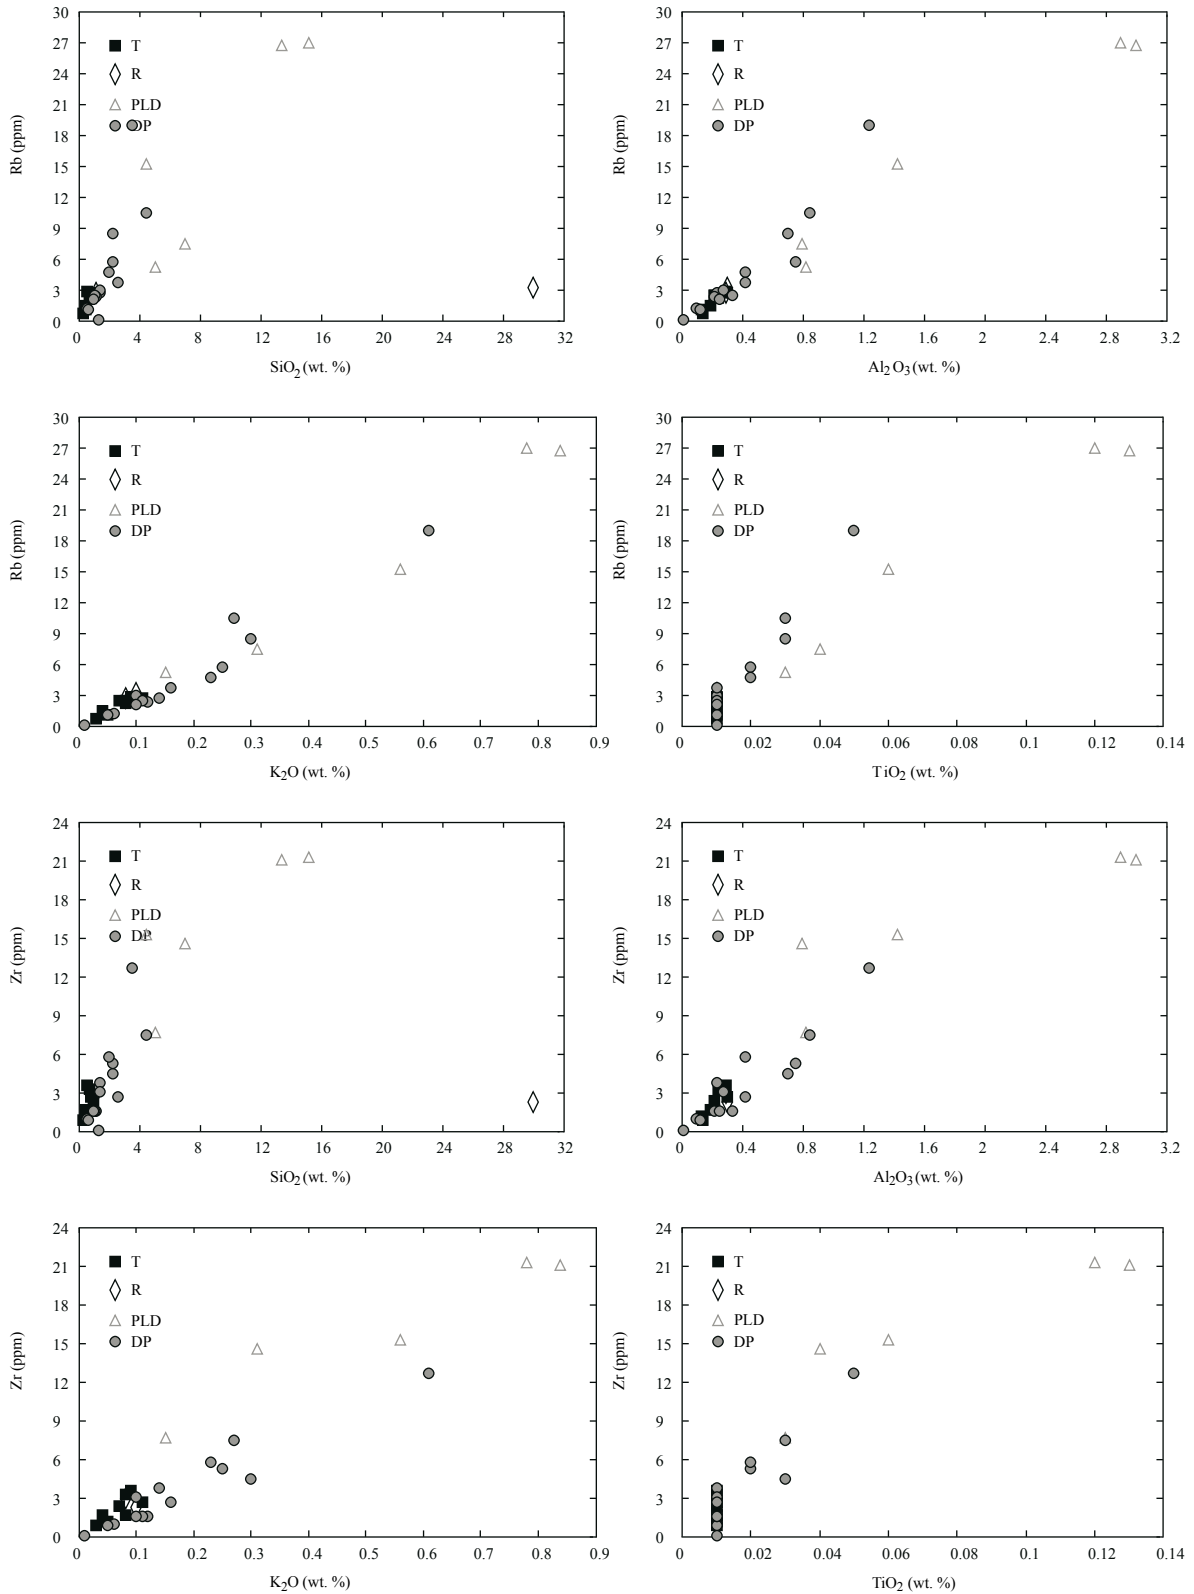 30
27
24
21
18
15
12
9
6
3
0
Rb (ppm)
T
R
PLD
DP
0 4 8 12 16 20 24 28 32
SiO2 (wt. %)
30
27
24
21
18
15
12
9
6
3
0
Rb (ppm)
T
R
PLD
DP
0 0.4 0.8 1.2 1.6 2 2.4 2.8 3.2
Al2O3 (wt. %)
30
27
24
21
18
15
12
9
6
3
0
Rb (ppm)
T
R
PLD
DP
0 0.1 0.2 0.3 0.3 0.5 0.6 0.7 0.8 0.9
K2O (wt. %)
30
27
24
21
18
15
12
9
6
3
0
Rb (ppm)
T
R
PLD
DP
0 0.02 0.04 0.06 0.08 0.10 0.12 0.14
TiO2 (wt. %)
24
21
18
15
12
9
6
3
0
Zr (ppm)
T
R
PLD
DP
0 4 8 12 16 20 24 28 32
SiO2 (wt. %)
24
21
18
15
12
9
6
3
0
Zr (ppm)
T
R
PLD
DP
0 0.4 0.8 1.2 1.6 2 2.4 2.8 3.2
Al2O3 (wt. %)
24
21
18
15
12
9
6
3
0
Zr (ppm)
T
R
PLD
DP
0 0.1 0.2 0.3 0.3 0.5 0.6 0.7 0.8 0.9
K2O (wt. %)
24
21
18
15
12
9
6
3
0
Zr (ppm)
T
R
PLD
DP
0 0.02 0.04 0.06 0.08 0.10 0.12 0.14
TiO2 (wt. %)